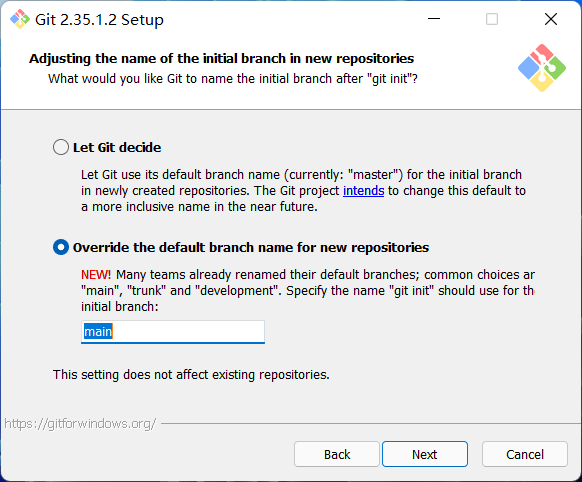 Git 2.35.1.2 Setup
Adjusting the name of the initial branch in new repositories
What would you like Git to name the initial branch after "git init"?
Let Git decide
Let Git use its default branch name (currently: "master") for the initial branch
in newly created repositories. The Git project intends to change this default to
a more inclusive name in the near future.
Override the default branch name for new repositories
NEW! Many teams already renamed their default branches; common choices ar
"main", "trunk" and "development". Specify the name "git init" should use for the
initial branch:
main
This setting does not affect existing repositories.
https://gitforwindows.org/
Back
Next
Cancel